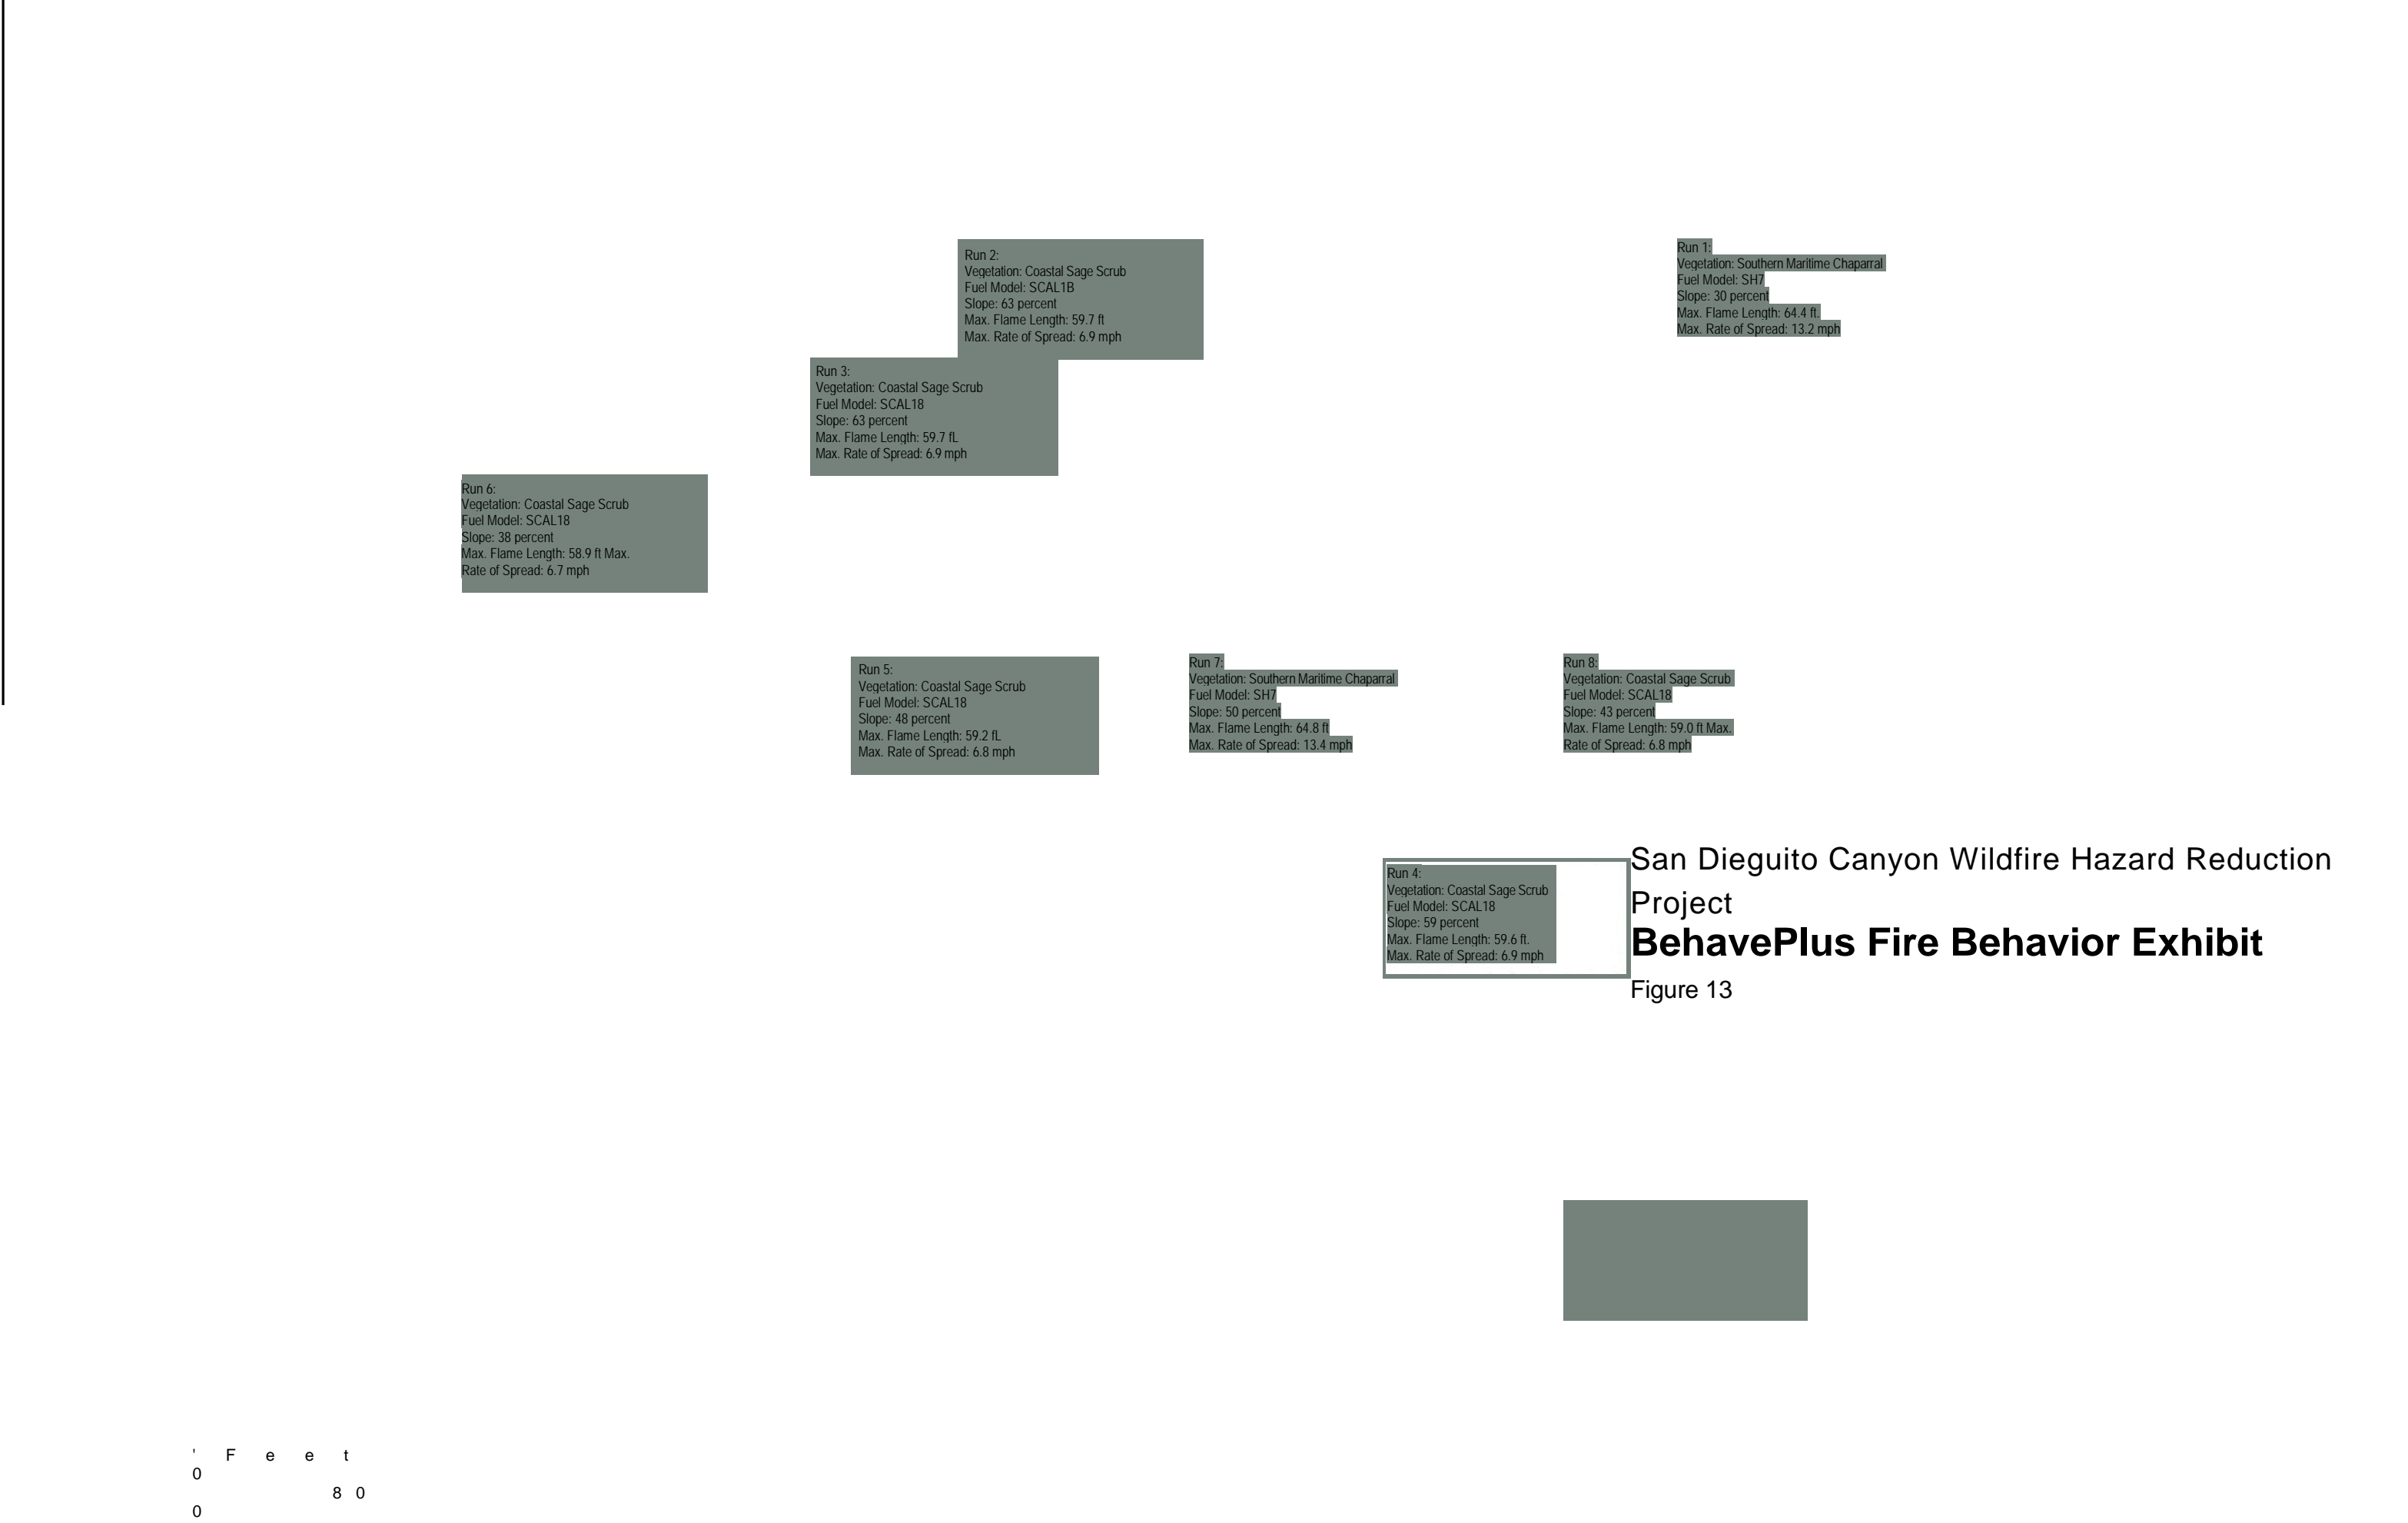 Run 2:
Vegetation: Coastal Sage Scrub
Fuel Model: SCAL1B
Slope: 63 percent
Max. Flame Length: 59.7 ft
Max. Rate of Spread: 6.9 mph
Run 1:
Vegetation: Southern Maritime Chaparral
Fuel Model: SH7
Slope: 30 percent
Max. Flame Length: 64.4 ft.
Max. Rate of Spread: 13.2 mph
Run 3:
Vegetation: Coastal Sage Scrub
Fuel Model: SCAL18
Slope: 63 percent
Max. Flame Length: 59.7 fL
Max. Rate of Spread: 6.9 mph
Run 6:
Vegetation: Coastal Sage Scrub
Fuel Model: SCAL18
Slope: 38 percent
Max. Flame Length: 58.9 ft Max.
Rate of Spread: 6.7 mph
Run 5:
Vegetation: Coastal Sage Scrub
Fuel Model: SCAL18
Slope: 48 percent
Max. Flame Length: 59.2 fL
Max. Rate of Spread: 6.8 mph
Run 7:
Vegetation: Southern Maritime Chaparral
Fuel Model: SH7
Slope: 50 percent
Max. Flame Length: 64.8 ft
Max. Rate of Spread: 13.4 mph
Run 8:
Vegetation: Coastal Sage Scrub
Fuel Model: SCAL18
Slope: 43 percent
Max. Flame Length: 59.0 ft Max.
Rate of Spread: 6.8 mph
Run 4:
Vegetation: Coastal Sage Scrub
Fuel Model: SCAL18
Slope: 59 percent
Max. Flame Length: 59.6 ft.
Max. Rate of Spread: 6.9 mph
San Dieguito Canyon Wildfire Hazard Reduction
Project
BehavePlus Fire Behavior Exhibit
Figure 13
' F e e t
0
8 0
0